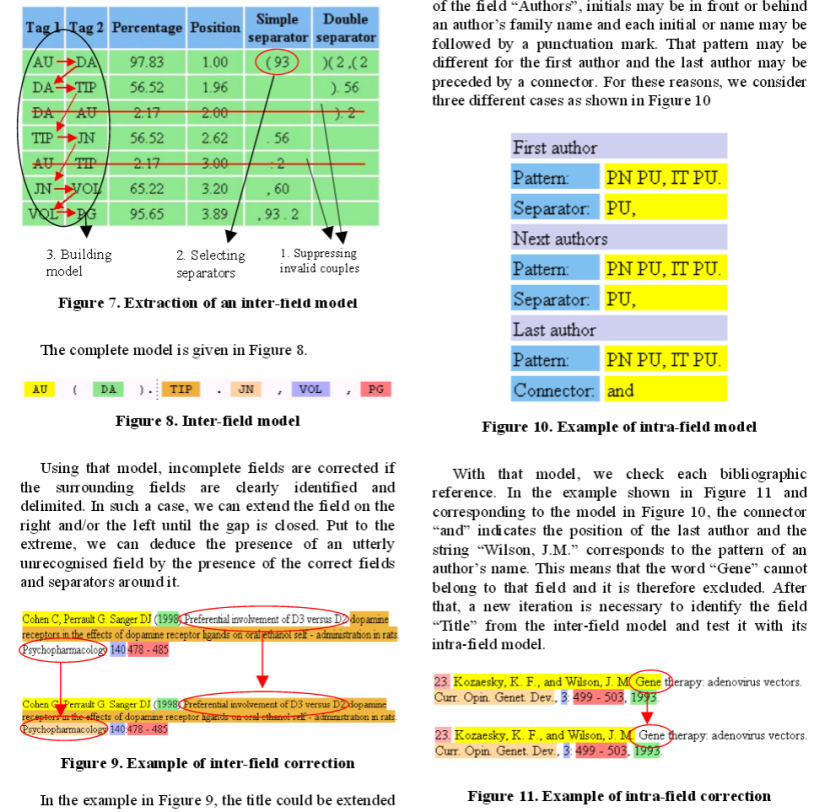 Tag 1 Tag 2 Percentage Position Simple separator Double separator
AU DA 97.83 1.00 ( 93 )( 2 ,( 2
DA TIP 56.52 1.96 ). 56
DA AU 2.17 2.00 ). 2
TIP JN 56.52 2.62 . 56
AU TIP 2.17 3.00 : 2
JN VOL 65.22 3.20 , 60
VOL PG 95.65 3.89 , 93 . 2
3. Building model
2. Selecting separators
1. Suppressing invalid couples
Figure 7. Extraction of an inter-field model
The complete model is given in Figure 8.
AU ( DA ). TIP . JN , VOL , PG
Figure 8. Inter-field model
Using that model, incomplete fields are corrected if
the surrounding fields are clearly identified and
delimited. In such a case, we can extend the field on the
right and/or the left until the gap is closed. Put to the
extreme, we can deduce the presence of an utterly
unrecognised field by the presence of the correct fields
and separators around it.
Cohen C, Perrault G. Sanger DJ (1998) Preferential involvement of D3 versus D2 dopamine
receptors in the effects of dopamine receptor ligands on oral ethanol self - administration in rats.
Psychopharmacology 140 478 - 485
Cohen C, Perrault G. Sanger DJ (1998) Preferential involvement of D3 versus D2 dopamine
receptors in the effects of dopamine receptor ligands on oral ethanol self - administration in rats.
Psychopharmacology 140 478 - 485
Figure 9. Example of inter-field correction
In the example in Figure 9, the title could be extended
of the field “Authors”, initials may be in front or behind
an author’s family name and each initial or name may be
followed by a punctuation mark. That pattern may be
different for the first author and the last author may be
preceded by a connector. For these reasons, we consider
three different cases as shown in Figure 10
First author
Pattern: PN PU, IT PU.
Separator: PU,
Next authors
Pattern: PN PU, IT PU.
Separator: PU,
Last author
Pattern: PN PU, IT PU.
Connector: and
Figure 10. Example of intra-field model
With that model, we check each bibliographic
reference. In the example shown in Figure 11 and
corresponding to the model in Figure 10, the connector
“and” indicates the position of the last author and the
string “Wilson, J.M.” corresponds to the pattern of an
author’s name. This means that the word “Gene” cannot
belong to that field and it is therefore excluded. After
that, a new iteration is necessary to identify the field
“Title” from the inter-field model and test it with its
intra-field model.
23. Kozaesky, K. F., and Wilson, J. M. Gene therapy: adenovirus vectors.
Curr. Opin. Genet. Dev., 3: 499 - 503, 1993.
23. Kozaesky, K. F., and Wilson, J. M. Gene therapy: adenovirus vectors.
Curr. Opin. Genet. Dev., 3: 499 - 503, 1993.
Figure 11. Example of intra-field correction